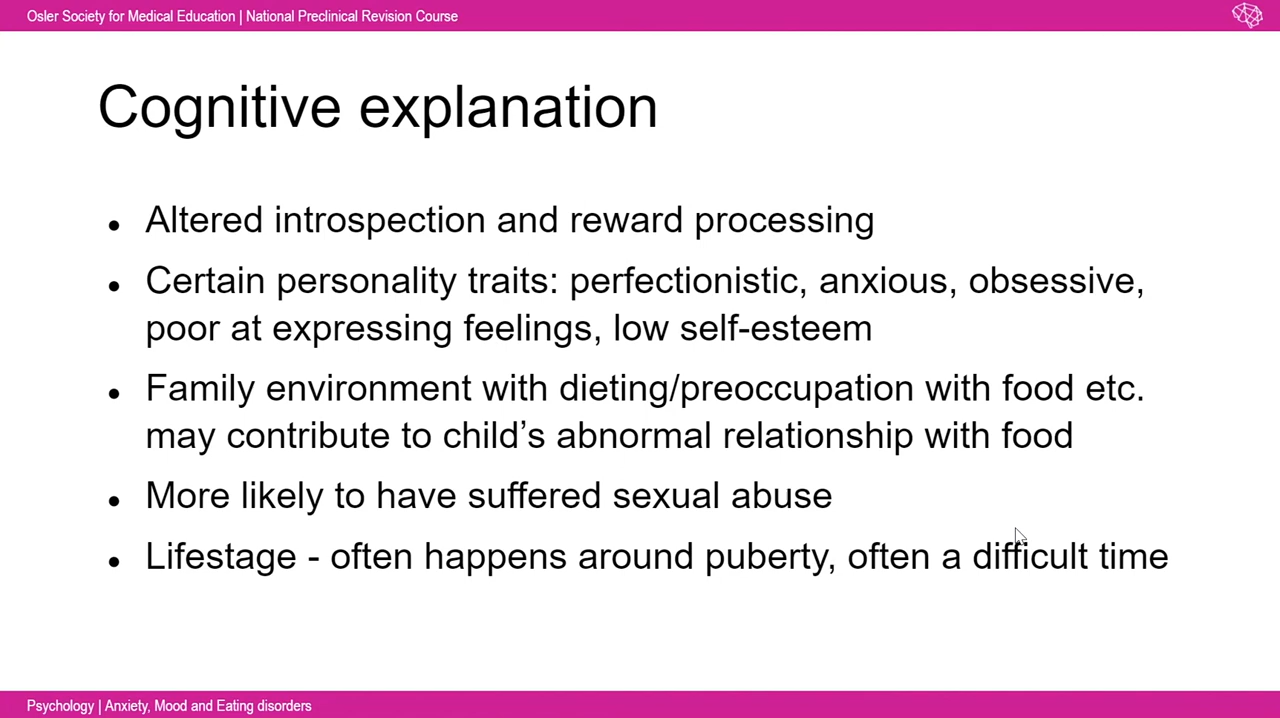 Osler Society for Medical Education | National Preclinical Revision Course
Cognitive explanation
● Altered introspection and reward processing
● Certain personality traits: perfectionistic, anxious, obsessive,
poor at expressing feelings, low self-esteem
● Family environment with dieting/preoccupation with food etc.
may contribute to child’s abnormal relationship with food
● More likely to have suffered sexual abuse
● Lifestage - often happens around puberty, often a difficult time
Psychology | Anxiety, Mood and Eating disorders